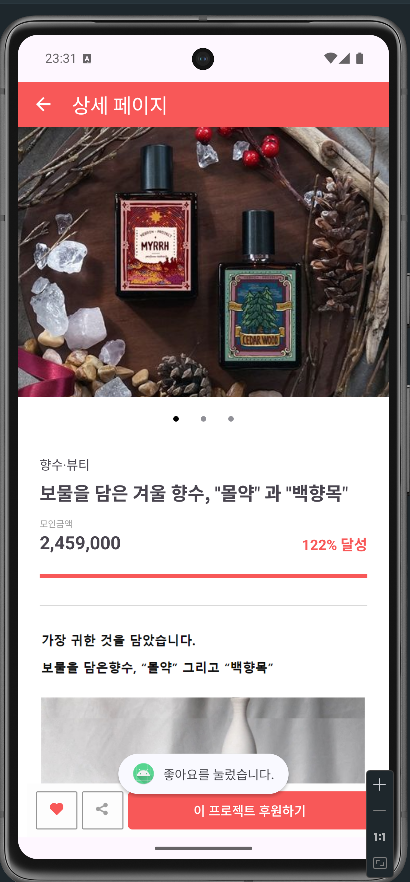 23:31
상세 페이지
MYRRH
CEDAR WOOD
향수·뷰티
보물을 담은 겨울 향수, "몰약" 과 "백향목"
모인금액
2,459,000
122% 달성
가장 귀한 것을 담았습니다.
보물을 담은향수, “몰약” 그리고 “백향목”
좋아요를 눌렀습니다.
이 프로젝트 후원하기
1:1